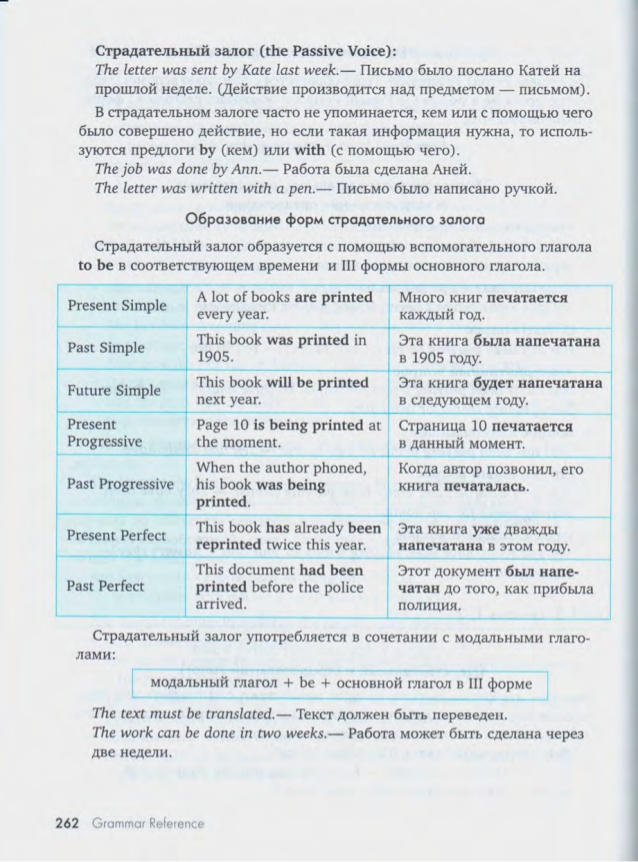 Страдательный залог (the Passive Voice):
The letter was sent by Kate last week.— Письмо было послано Катей на
прошлой неделе. (Действие производится над предметом — письмом).
В страдательном залоге часто не упоминается, кем или с помощью чего
было совершено действие, но если такая информация нужна, то исполь-
зуются предлоги by (кем) или with (с помощью чего).
The job was done by Ann.— Работа была сделана Аней.
The letter was written with a pen.— Письмо было написано ручкой.
Образование форм страдательного залога
Страдательный залог образуется с помощью вспомогательного глагола
to be в соответствующем времени и III формы основного глагола.
Present Simple
A lot of books are printed
every year.
Много книг печатается
каждый год.
Past Simple
This book was printed in
1905.
Эта книга была напечатана
в 1905 году.
Future Simple
This book will be printed
next year.
Эта книга будет напечатана
в следующем году.
Present
Progressive
Page 10 is being printed at
the moment.
Страница 10 печатается
в данный момент.
Past Progressive
When the author phoned,
his book was being
printed.
Когда автор позвонил, его
книга печаталась.
Present Perfect
This book has already been
reprinted twice this year.
Эта книга уже дважды
напечатана в этом году.
Past Perfect
This document had been
printed before the police
arrived.
Этот документ был напе-
чатан до того, как прибыла
полиция.
Страдательный залог употребляется в сочетании с модальными глаго-
лами:
модальный глагол + be + основной глагол в III форме
The text must be translated.— Текст должен быть переведен.
The work can be done in two weeks.— Работа может быть сделана через
две недели.
262 Grammar Reference